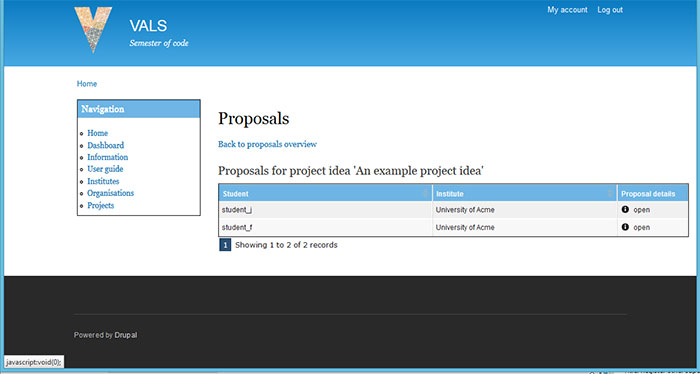 My account Log out
VALS
Semester of code
Home
Navigation
Home
Dashboard
Information
User guide
Institutes
Organisations
Projects
Proposals
Back to proposals overview
Proposals for project idea 'An example project idea'
Student Institute Proposal details
student_j University of Acme open
student_f University of Acme open
1 Showing 1 to 2 of 2 records
Powered by Drupal
javascript:void(0);